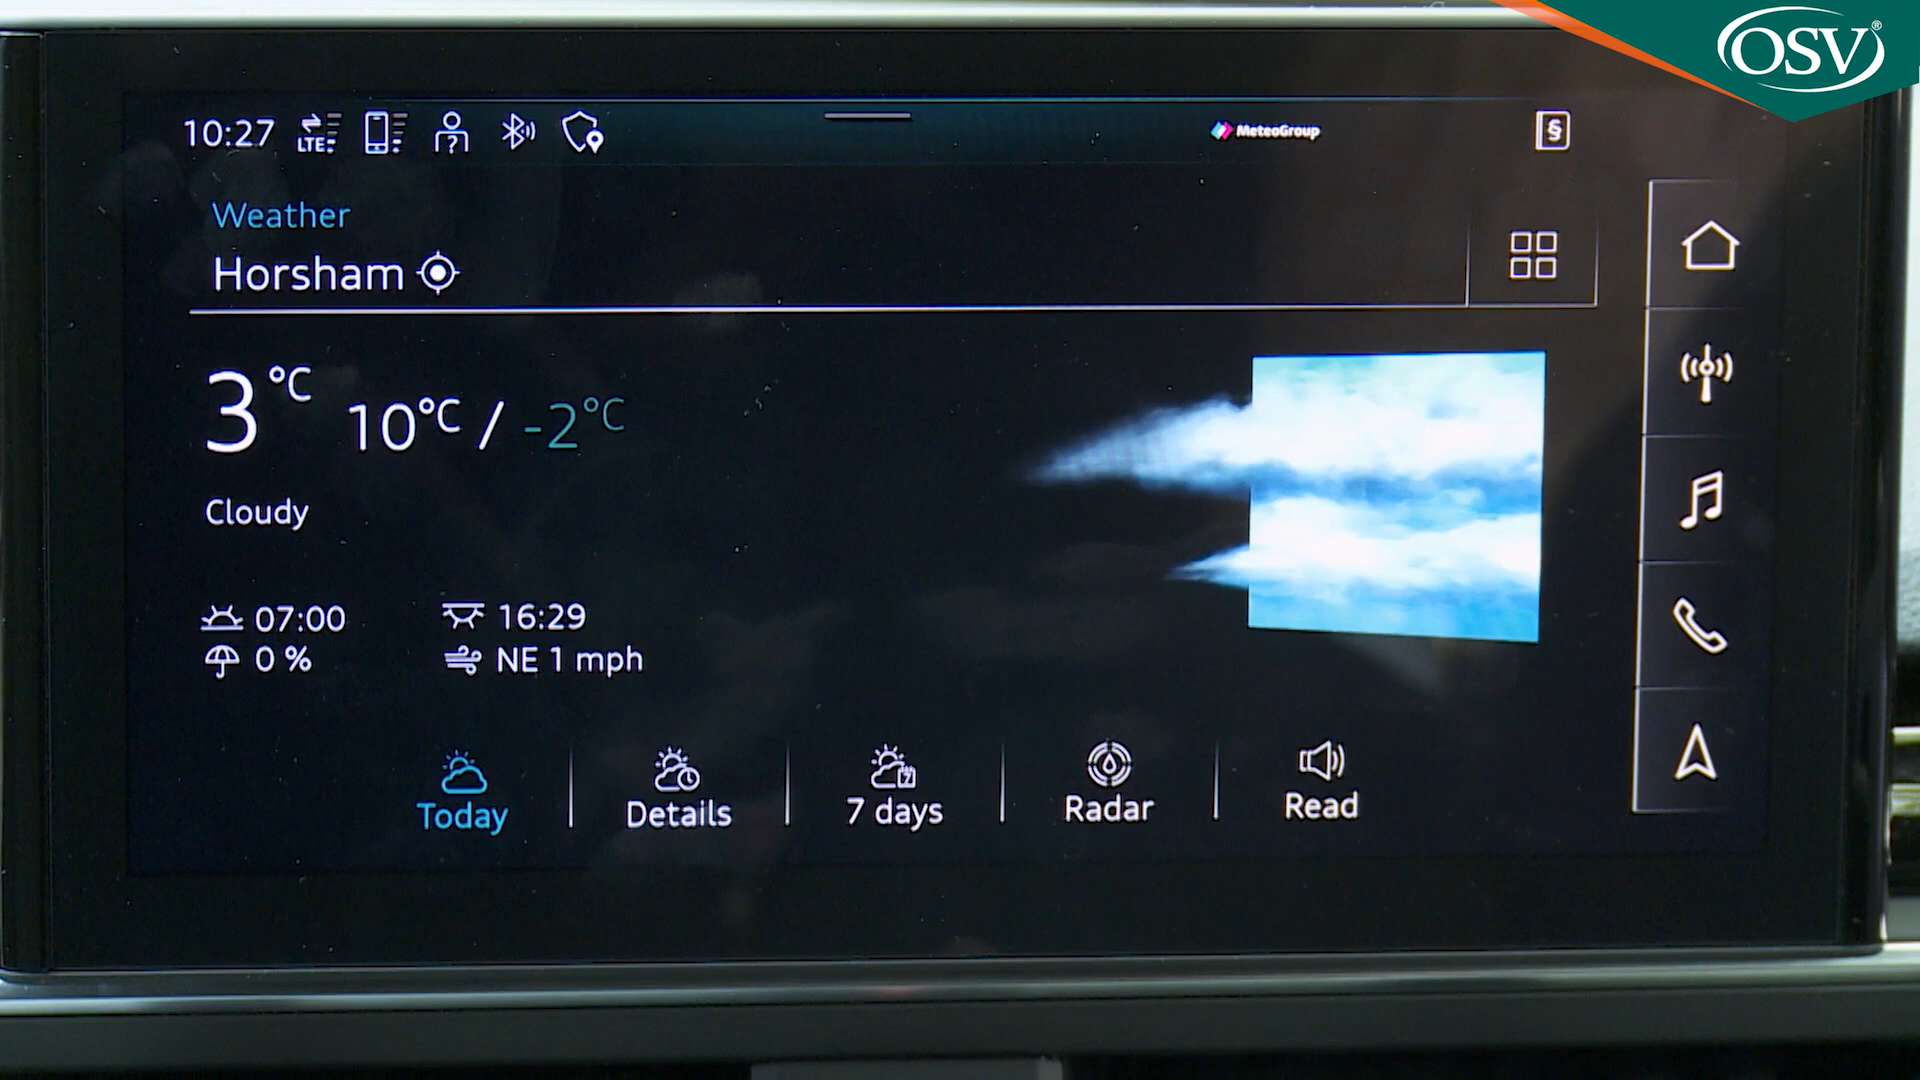 OSV®
10:27 LTE ?
MeteoGroup
§
Weather
Horsham
3 °C 10°C / -2°C
Cloudy
07:00 16:29
0 % NE 1 mph
7
Today Details 7 days Radar Read